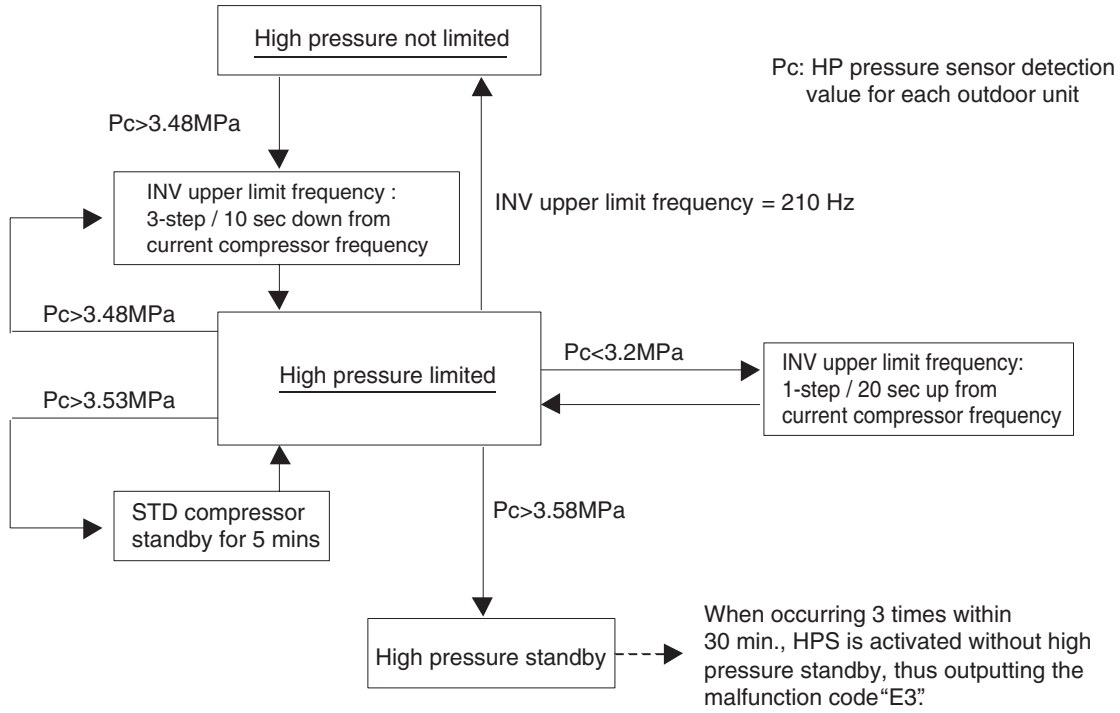 High pressure not limited
Pc: HP pressure sensor detection
value for each outdoor unit
Pc>3.48MPa
INV upper limit frequency :
3-step / 10 sec down from
current compressor frequency
INV upper limit frequency = 210 Hz
Pc>3.48MPa
High pressure limited
Pc<3.2MPa
INV upper limit frequency:
1-step / 20 sec up from
current compressor frequency
Pc>3.53MPa
STD compressor
standby for 5 mins
Pc>3.58MPa
High pressure standby
When occurring 3 times within
30 min., HPS is activated without high
pressure standby, thus outputting the
malfunction code “E3”.